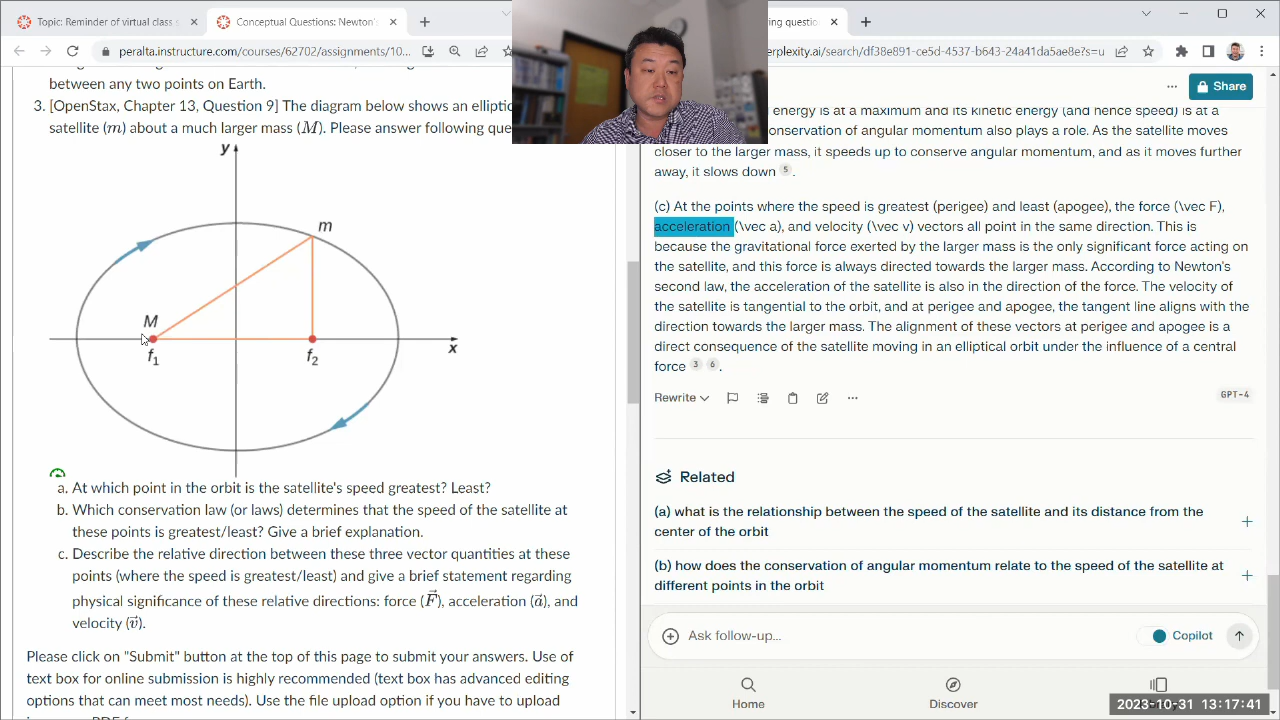 Topic: Reminder of virtual class s
Conceptual Questions: Newton's
ing questio
peralta.instructure.com/courses/62702/assignments/10...
erplexity.ai/search/df38e891-ce5d-4537-b643-24a41da5ae8e?s=u
between any two points on Earth.
3. [OpenStax, Chapter 13, Question 9] The diagram below shows an ellipti
satellite (m) about a much larger mass (M). Please answer following que
y
m
M
f1
f2
x
a. At which point in the orbit is the satellite's speed greatest? Least?
b. Which conservation law (or laws) determines that the speed of the satellite at
these points is greatest/least? Give a brief explanation.
c. Describe the relative direction between these three vector quantities at these
points (where the speed is greatest/least) and give a brief statement regarding
physical significance of these relative directions: force (F⃗), acceleration (a⃗), and
velocity (v⃗).
Please click on "Submit" button at the top of this page to submit your answers. Use of
text box for online submission is highly recommended (text box has advanced editing
options that can meet most needs). Use the file upload option if you have to upload
Share
energy is at a maximum and its kinetic energy (and hence speed) is at a
onservation of angular momentum also plays a role. As the satellite moves
closer to the larger mass, it speeds up to conserve angular momentum, and as it moves further
away, it slows down 5.
(c) At the points where the speed is greatest (perigee) and least (apogee), the force (\vec F),
acceleration (\vec a), and velocity (\vec v) vectors all point in the same direction. This is
because the gravitational force exerted by the larger mass is the only significant force acting on
the satellite, and this force is always directed towards the larger mass. According to Newton's
second law, the acceleration of the satellite is also in the direction of the force. The velocity of
the satellite is tangential to the orbit, and at perigee and apogee, the tangent line aligns with the
direction towards the larger mass. The alignment of these vectors at perigee and apogee is a
direct consequence of the satellite moving in an elliptical orbit under the influence of a central
force 3 6.
Rewrite
GPT-4
Related
(a) what is the relationship between the speed of the satellite and its distance from the
center of the orbit
(b) how does the conservation of angular momentum relate to the speed of the satellite at
different points in the orbit
Ask follow-up...
Copilot
Home
Discover
2023-10-31 13:17:41